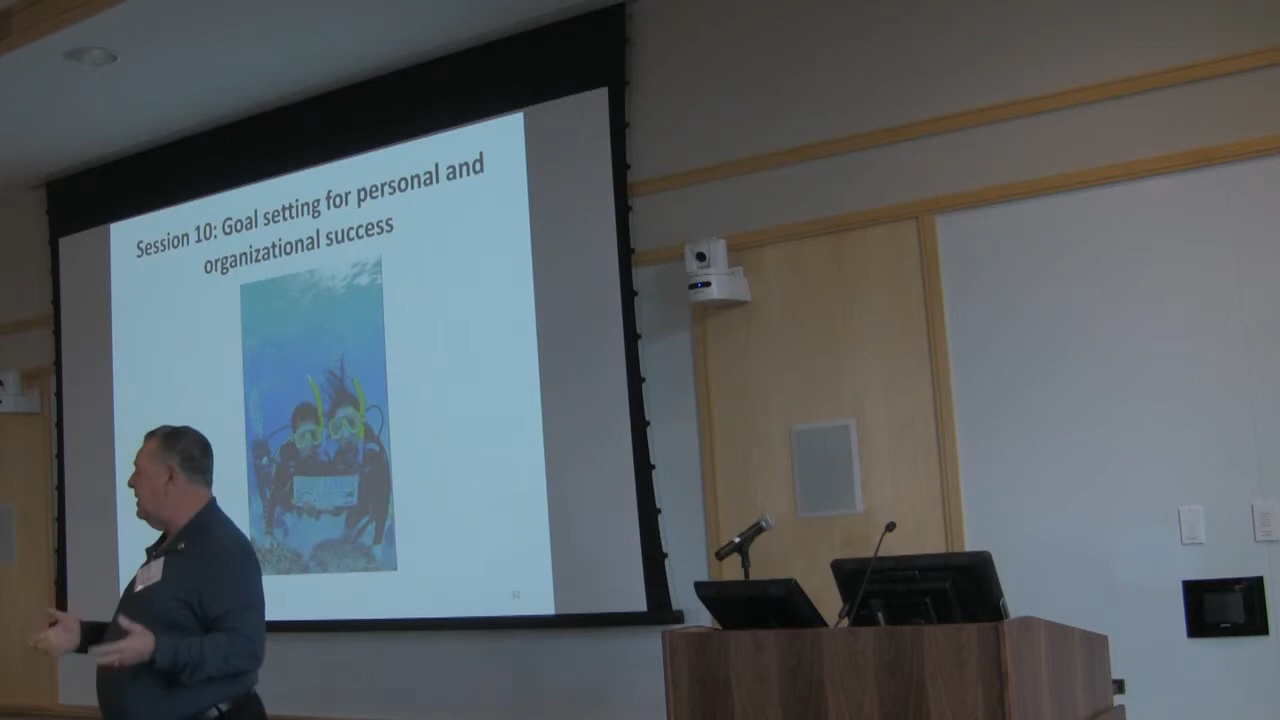 Session 10: Goal setting for personal and
organizational success